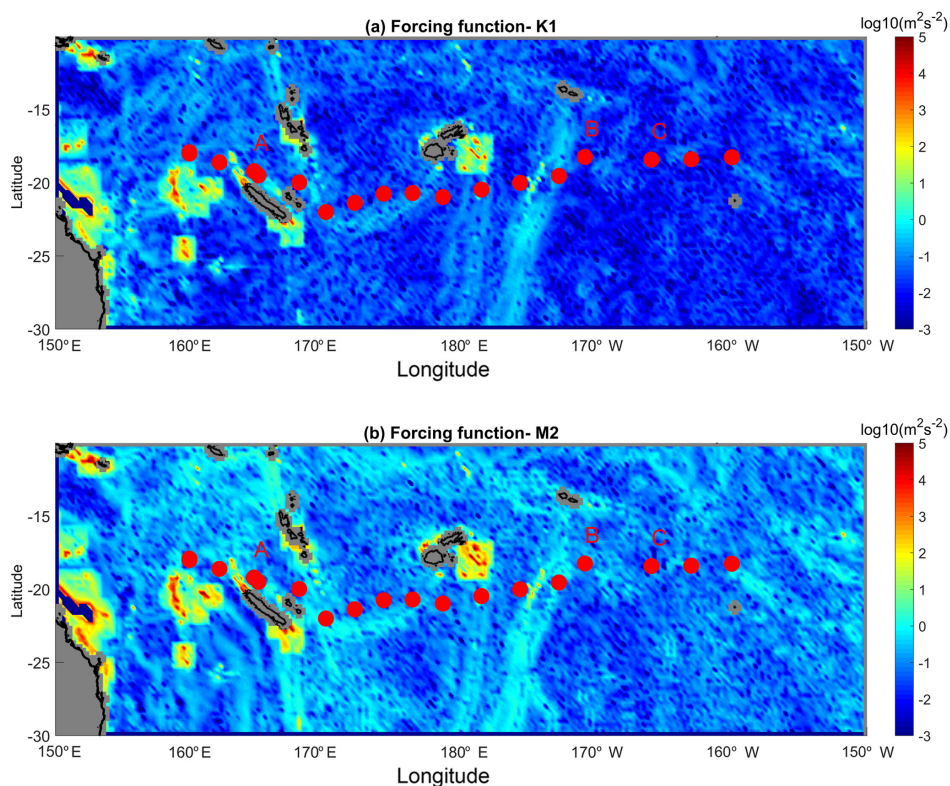 (a) Forcing function- K1
log10(m²s⁻²)
5
4
3
2
1
0
-1
-2
-3
-15
-20
-25
-30
Latitude
A
B
C
150°E
160°E
170°E
180° E
170° W
160° W
150° W
Longitude
(b) Forcing function- M2
log10(m²s⁻²)
5
4
3
2
1
0
-1
-2
-3
-15
-20
-25
-30
Latitude
A
B
C
150°E
160°E
170°E
180° E
170° W
160° W
150° W
Longitude